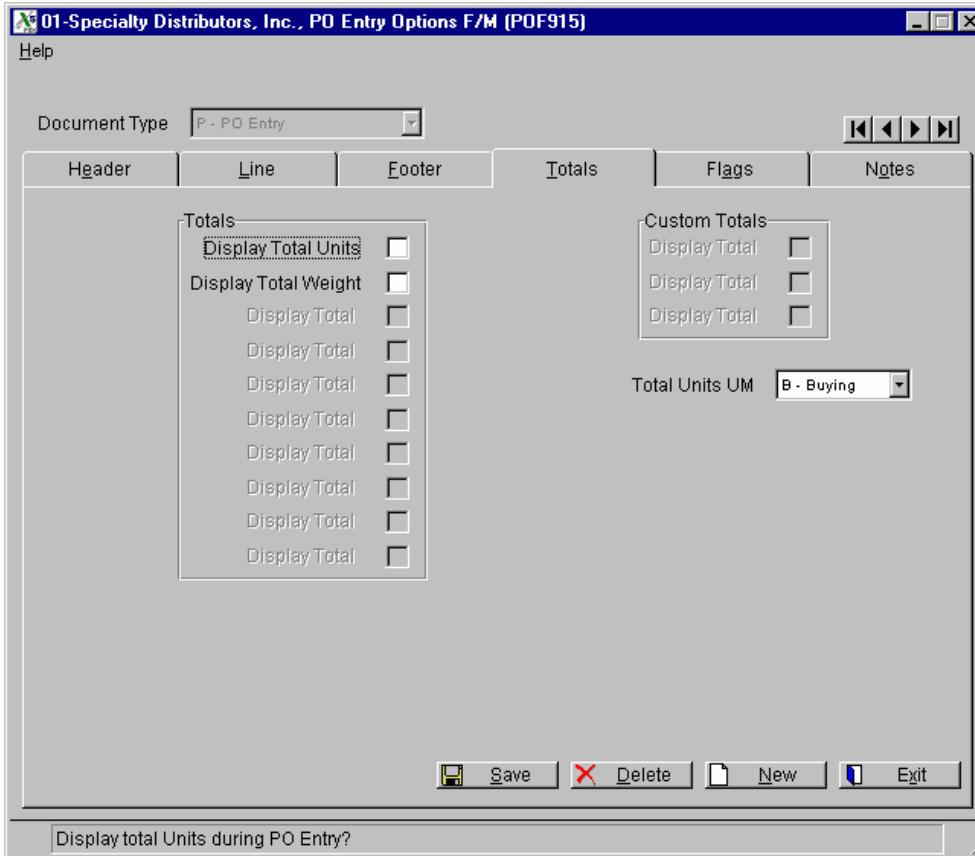 01-Specialty Distributors, Inc., PO Entry Options F/M (POF915)
Help
Document Type P - PO Entry
Header Line Footer Totals Flags Notes
Totals
Display Total Units
Display Total Weight
Display Total
Display Total
Display Total
Display Total
Display Total
Display Total
Display Total
Display Total
Custom Totals
Display Total
Display Total
Display Total
Total Units UM B - Buying
Save Delete New Exit
Display total Units during PO Entry?